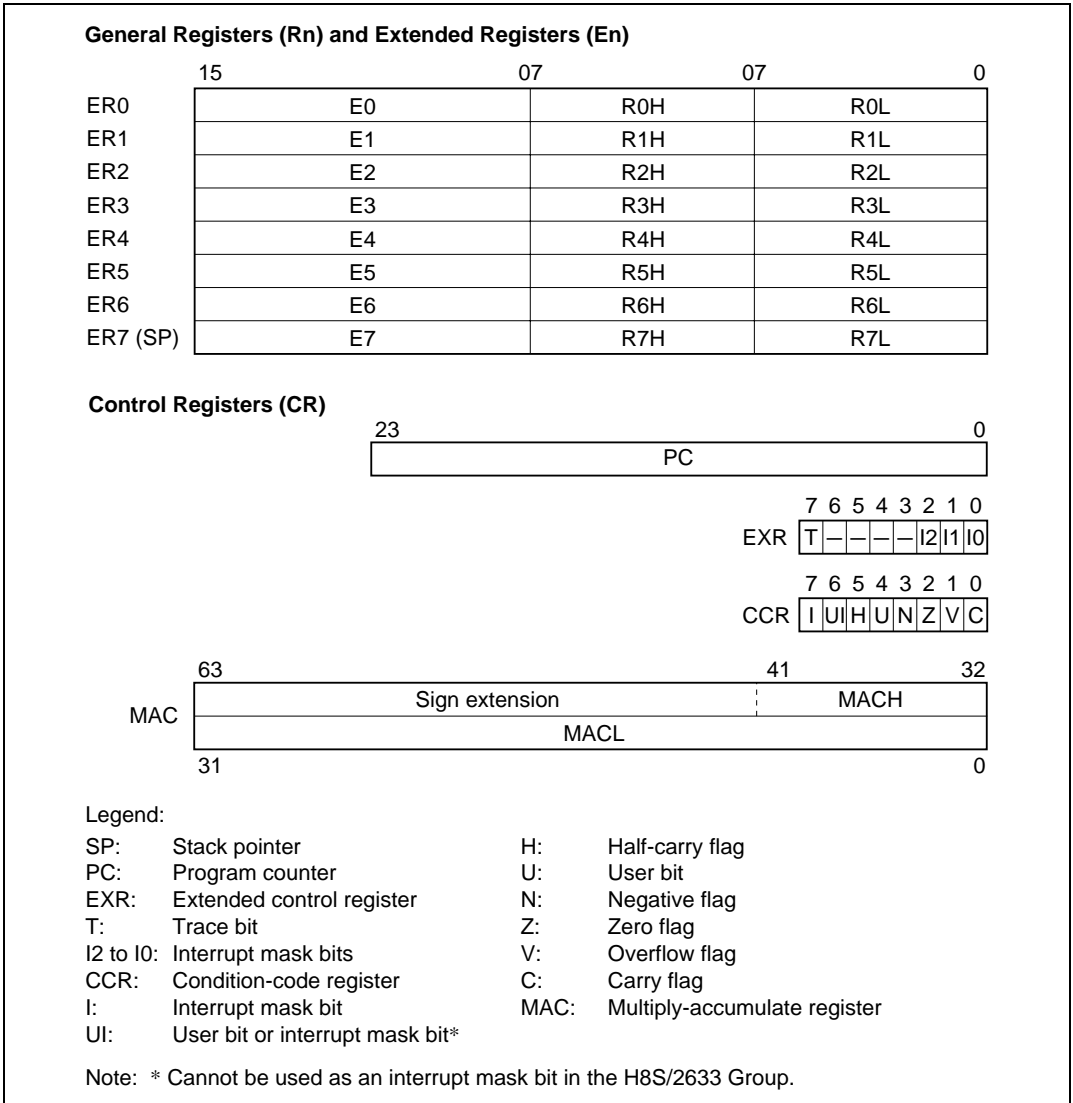 General Registers (Rn) and Extended Registers (En)
15 07 07 0
ER0 E0 R0H R0L
ER1 E1 R1H R1L
ER2 E2 R2H R2L
ER3 E3 R3H R3L
ER4 E4 R4H R4L
ER5 E5 R5H R5L
ER6 E6 R6H R6L
ER7 (SP) E7 R7H R7L
Control Registers (CR)
23 0
PC
7 6 5 4 3 2 1 0
EXR T — — — — I2 I1 I0
7 6 5 4 3 2 1 0
CCR I UI H U N Z V C
63 41 32
Sign extension MACH
MAC
MACL
31 0
Legend:
SP: Stack pointer H: Half-carry flag
PC: Program counter U: User bit
EXR: Extended control register N: Negative flag
T: Trace bit Z: Zero flag
I2 to I0: Interrupt mask bits V: Overflow flag
CCR: Condition-code register C: Carry flag
I: Interrupt mask bit MAC: Multiply-accumulate register
UI: User bit or interrupt mask bit*
Note: * Cannot be used as an interrupt mask bit in the H8S/2633 Group.